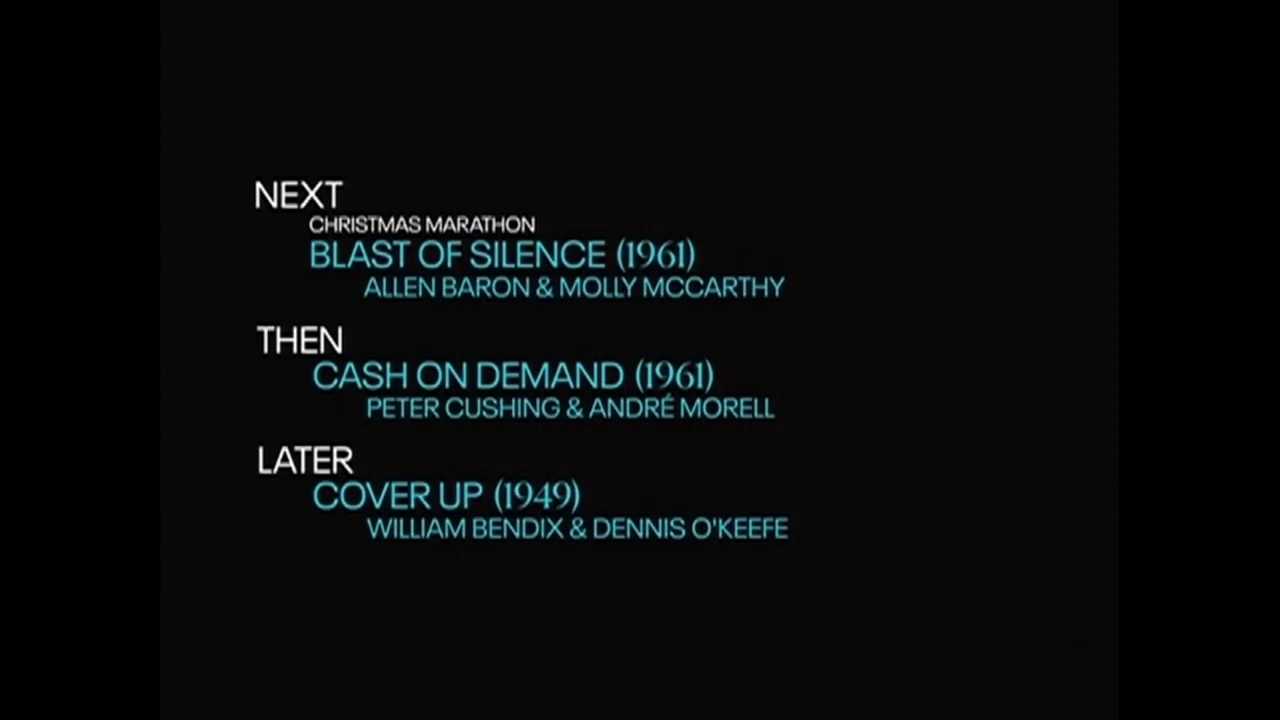 NEXT
CHRISTMAS MARATHON
BLAST OF SILENCE (1961)
ALLEN BARON & MOLLY MCCARTHY
THEN
CASH ON DEMAND (1961)
PETER CUSHING & ANDRÉ MORELL
LATER
COVER UP (1949)
WILLIAM BENDIX & DENNIS O'KEEFE